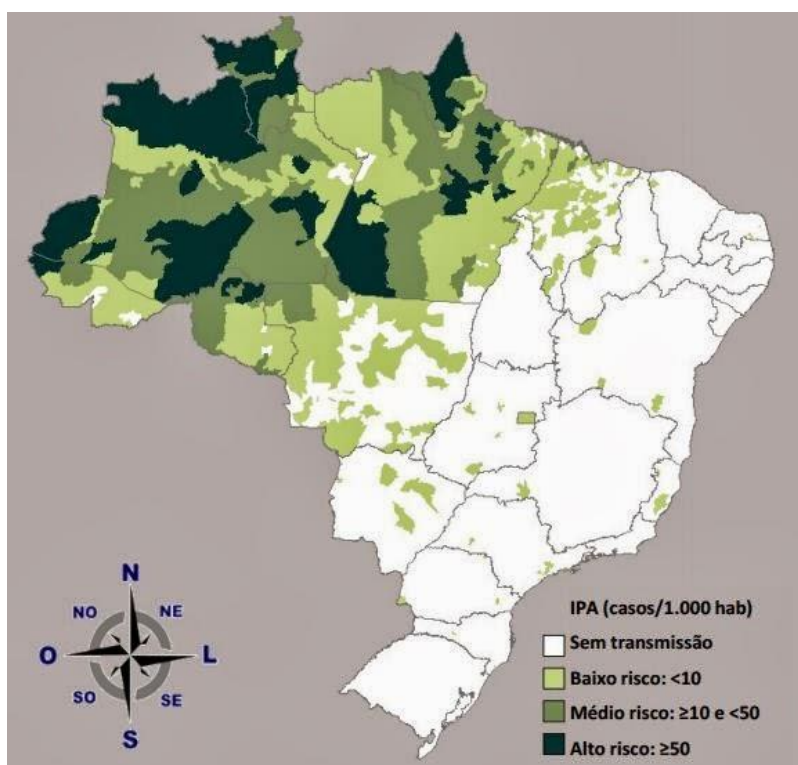 N
NO NE
O L
SO SE
S
IPA (casos/1.000 hab)
Sem transmissão
Baixo risco: <10
Médio risco: ≥10 e <50
Alto risco: ≥50